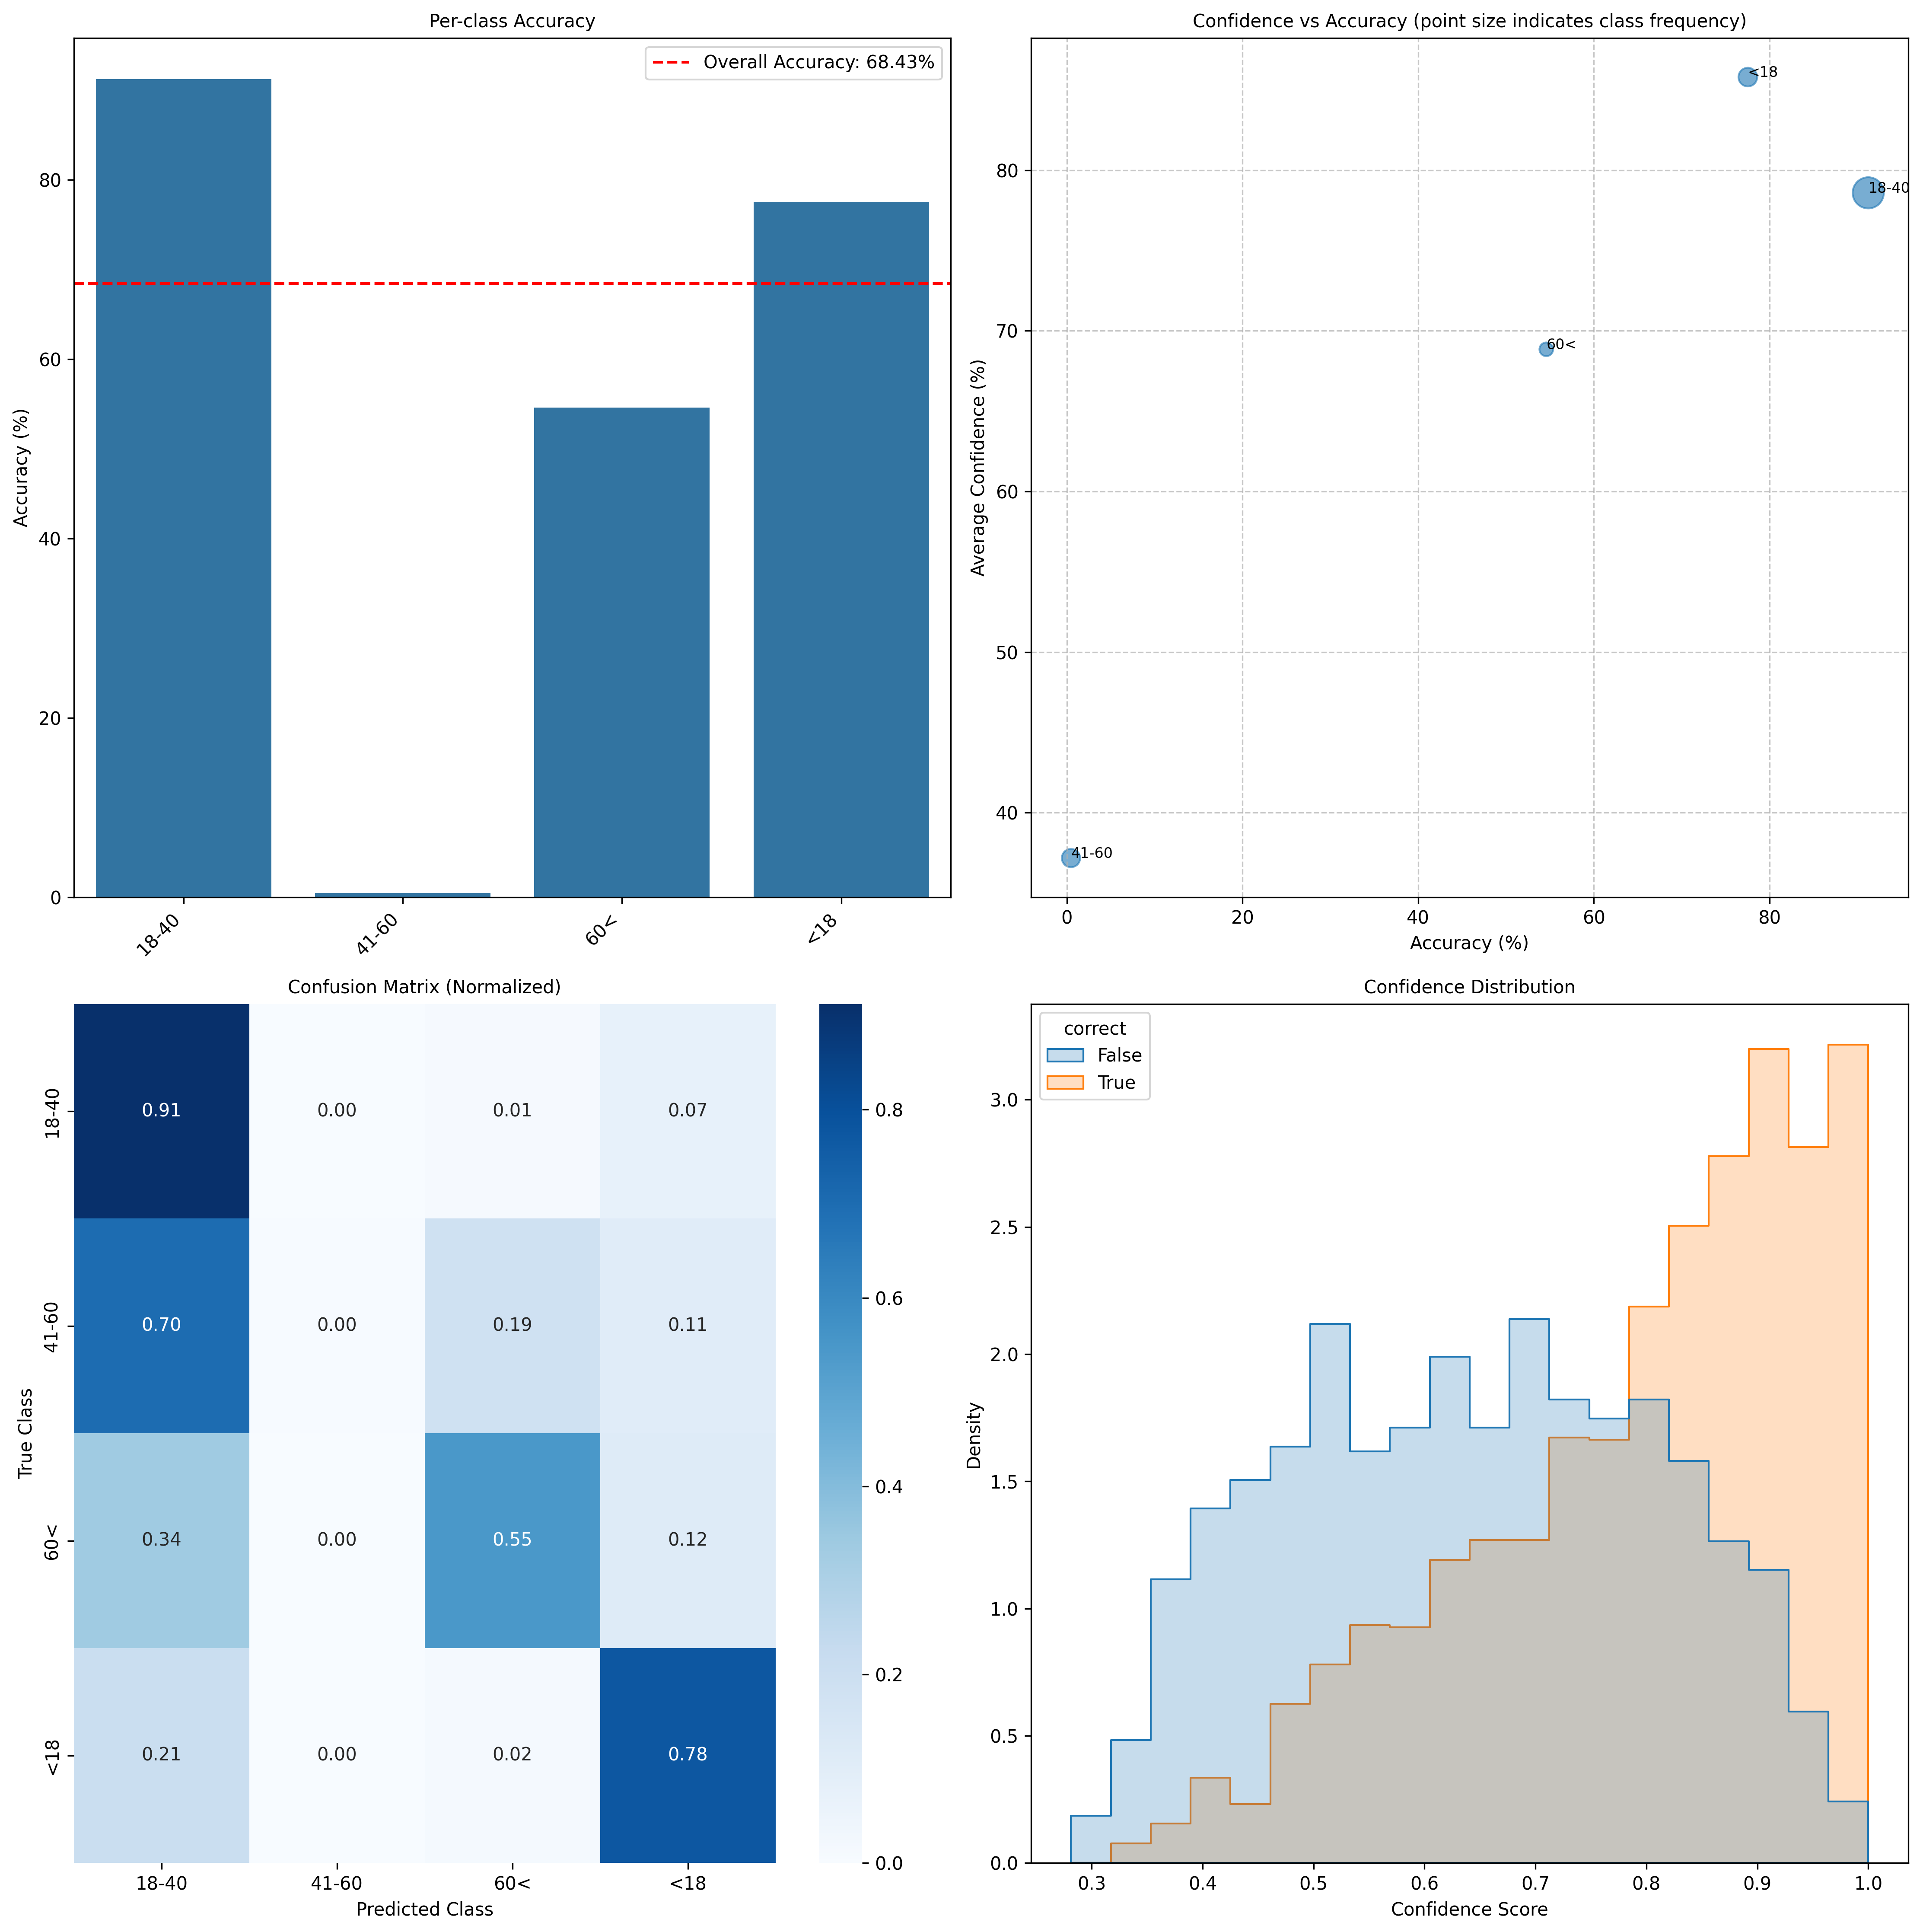 Per-class Accuracy
Overall Accuracy: 68.43%
Accuracy (%)
80
60
40
20
0
18-40
41-60
60<
<18
Confidence vs Accuracy (point size indicates class frequency)
Average Confidence (%)
80
70
60
50
40
<18
18-40
60<
41-60
0
20
40
60
80
Accuracy (%)
Confusion Matrix (Normalized)
True Class
18-40
41-60
60<
<18
0.91 0.00 0.01 0.07
0.70 0.00 0.19 0.11
0.34 0.00 0.55 0.12
0.21 0.00 0.02 0.78
18-40 41-60 60< <18
Predicted Class
0.8
0.6
0.4
0.2
0.0
Confidence Distribution
correct
False
True
Density
3.0
2.5
2.0
1.5
1.0
0.5
0.0
0.3 0.4 0.5 0.6 0.7 0.8 0.9 1.0
Confidence Score